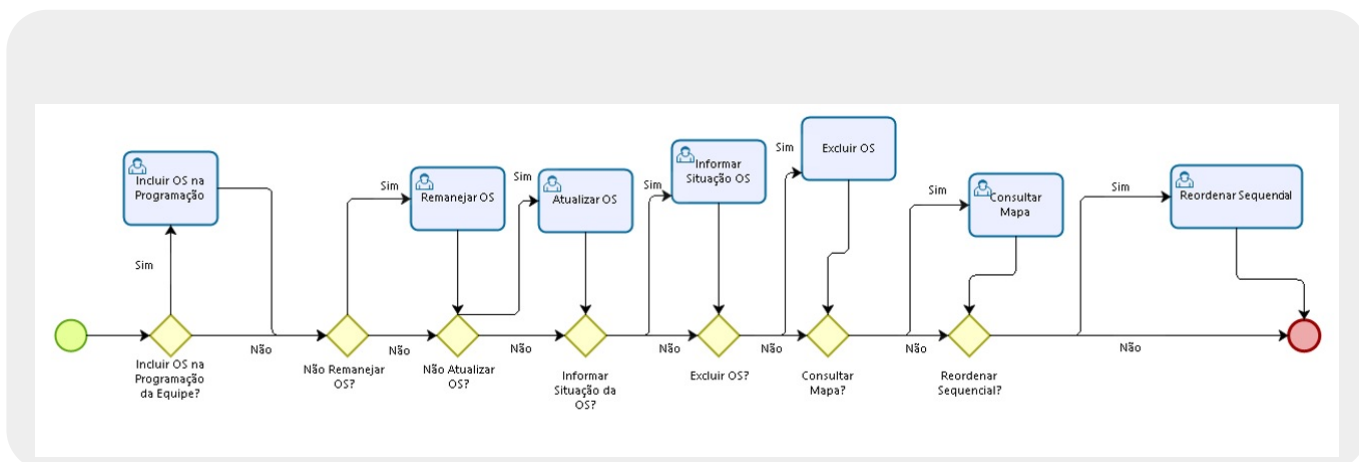 Incluir OS na
Programação
Sim
Incluir OS na
Programação
da Equipe?
Não
Sim
Remanejar OS
Não Remanejar
OS?
Não
Sim
Atualizar OS
Não Atualizar
OS?
Não
Sim
Informar
Situação OS
Informar
Situação da
OS?
Não
Sim
Excluir OS
Excluir OS?
Não
Sim
Consultar
Mapa
Consultar
Mapa?
Não
Sim
Reordenar Sequencial
Reordenar
Sequencial?
Não